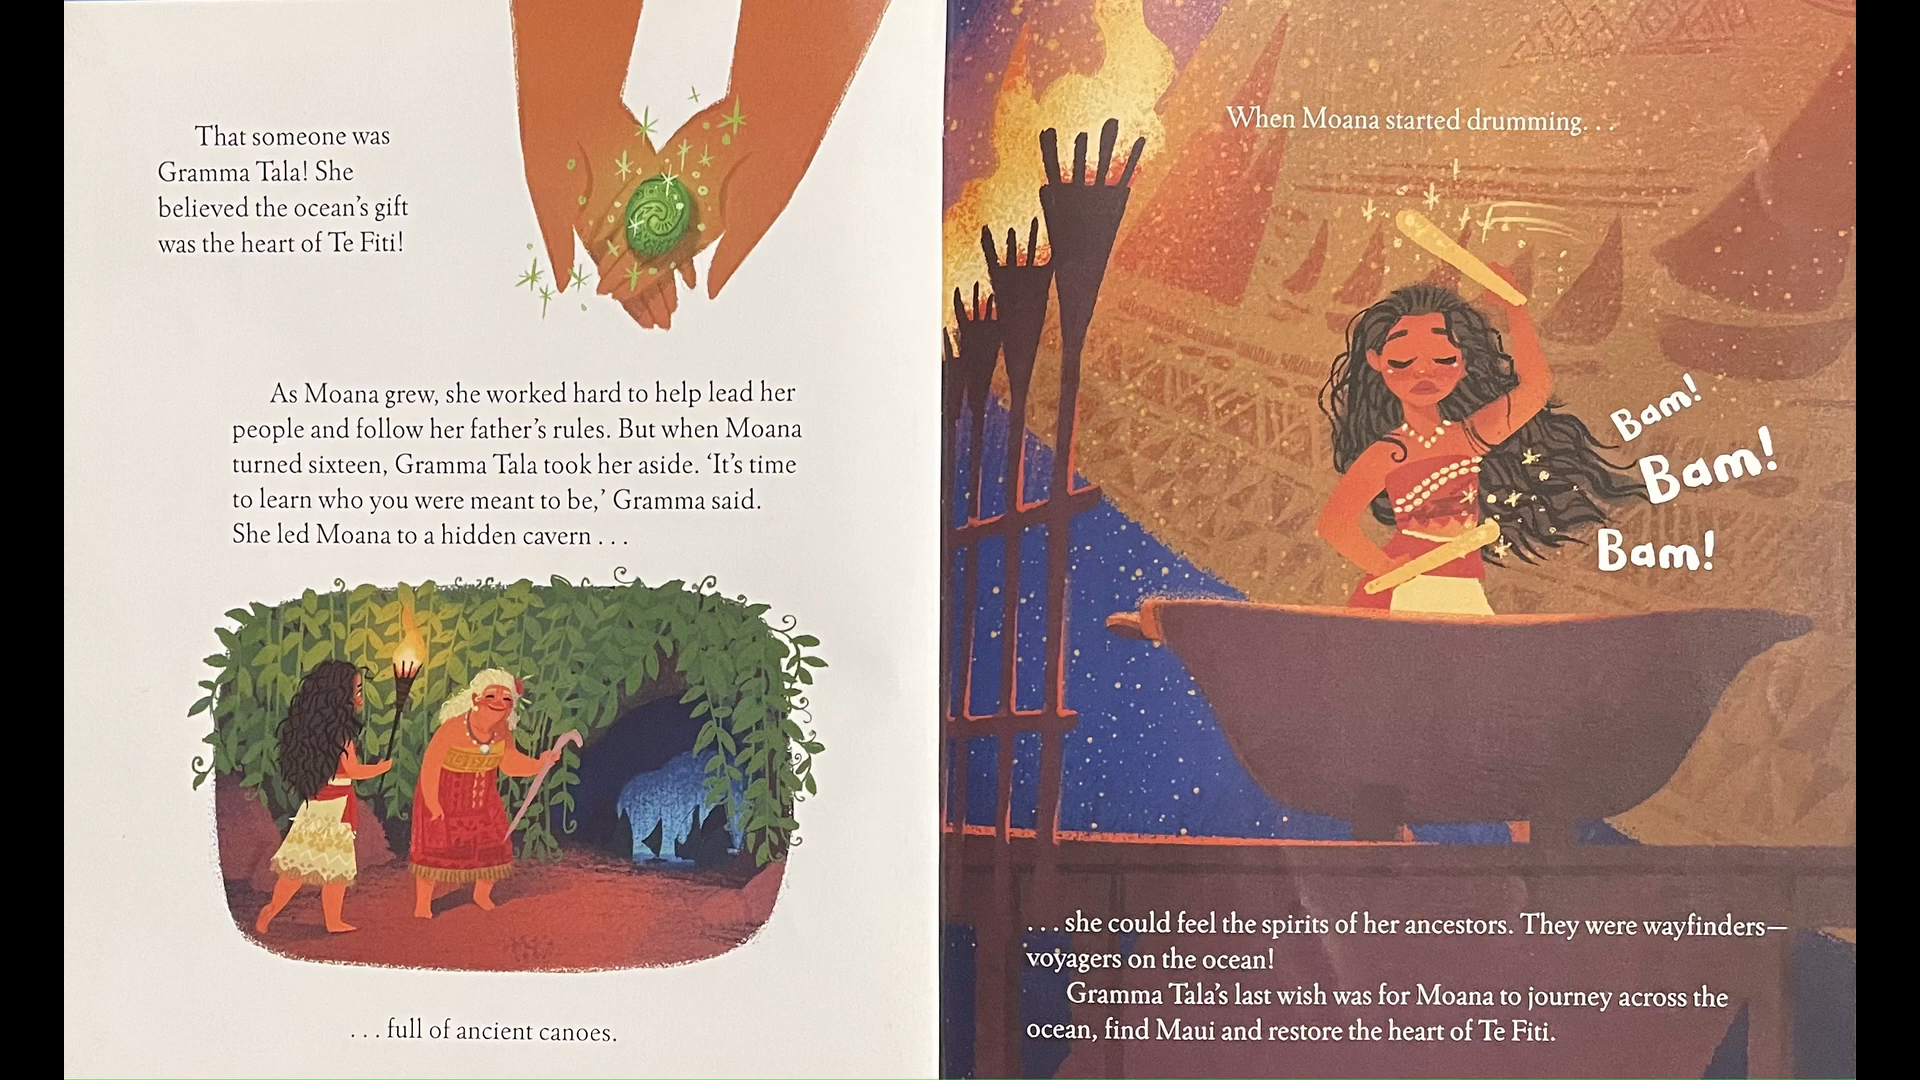 That someone was
Gramma Tala! She
believed the ocean’s gift
was the heart of Te Fiti!
As Moana grew, she worked hard to help lead her
people and follow her father’s rules. But when Moana
turned sixteen, Gramma Tala took her aside. ‘It’s time
to learn who you were meant to be,’ Gramma said.
She led Moana to a hidden cavern . . .
. . . full of ancient canoes.
When Moana started drumming. . .
Bam!
Bam!
Bam!
. . . she could feel the spirits of her ancestors. They were wayfinders—
voyagers on the ocean!
Gramma Tala’s last wish was for Moana to journey across the
ocean, find Maui and restore the heart of Te Fiti.